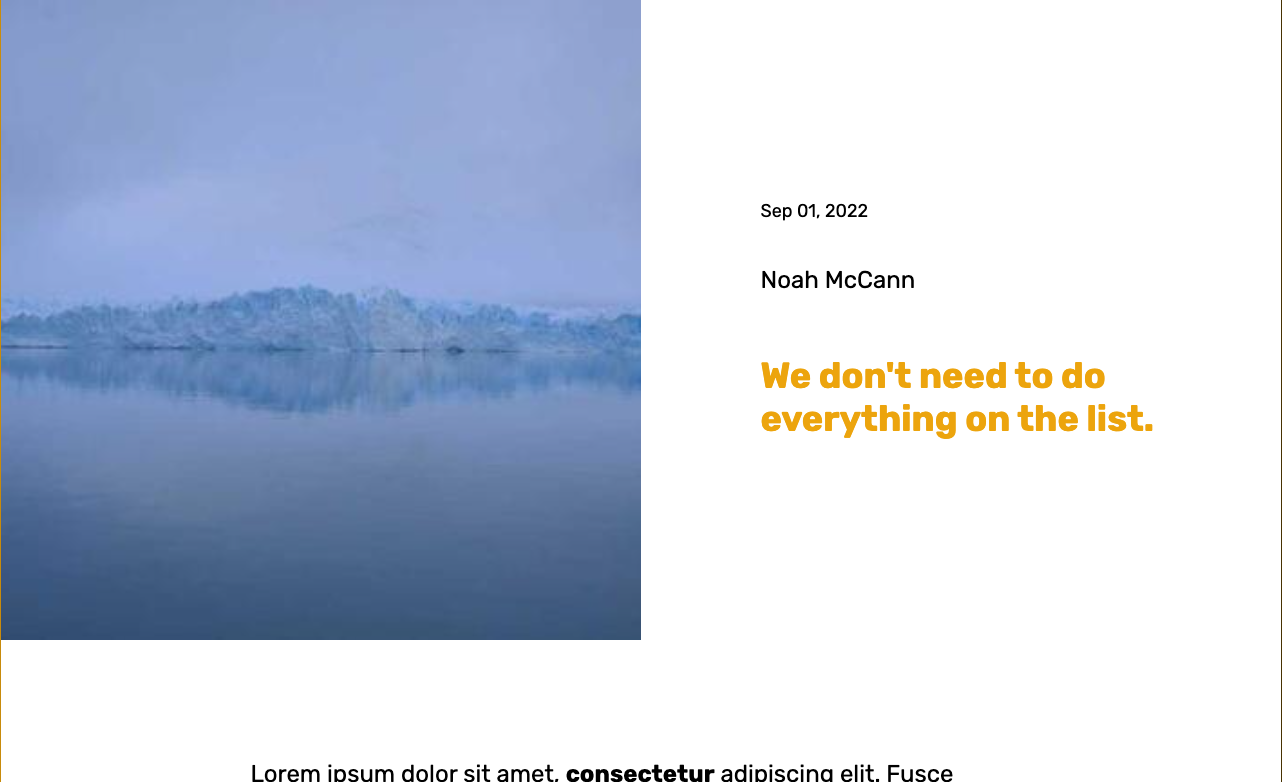 Sep 01, 2022
Noah McCann
We don't need to do
everything on the list.
Lorem ipsum dolor sit amet, consectetur adipiscing elit. Fusce